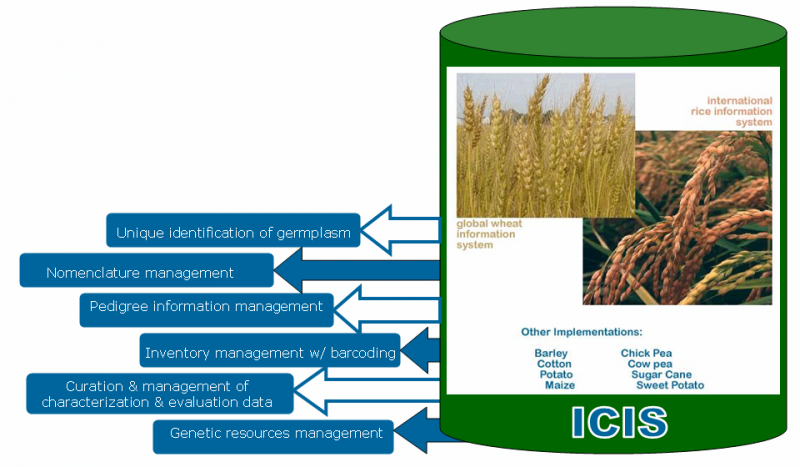 international
rice information
system
global wheat
information
system
Unique identification of germplasm
Nomenclature management
Pedigree information management
Inventory management w/ barcoding
Curation & management of
characterization & evaluation data
Genetic resources management
Other Implementations:
Barley Chick Pea
Cotton Cow pea
Potato Sugar Cane
Maize Sweet Potato
ICIS